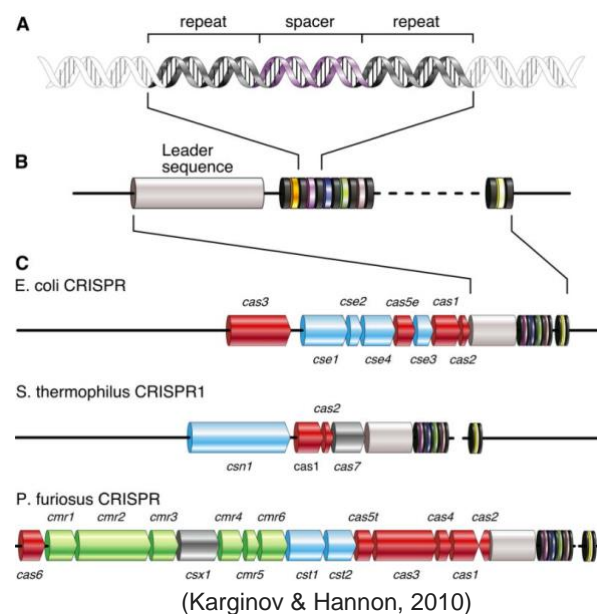 A
repeat spacer repeat
B
Leader
sequence
C
E. coli CRISPR
cas3 cse2 cas5e cas1
cse1 cse4 cse3 cas2
S. thermophilus CRISPR1
cas2
csn1 cas1 cas7
P. furiosus CRISPR
cmr1 cmr2 cmr3 cmr4 cmr6 cas5t cas4 cas2
cas6 csx1 cmr5 cst1 cst2 cas3 cas1
(Karginov & Hannon, 2010)